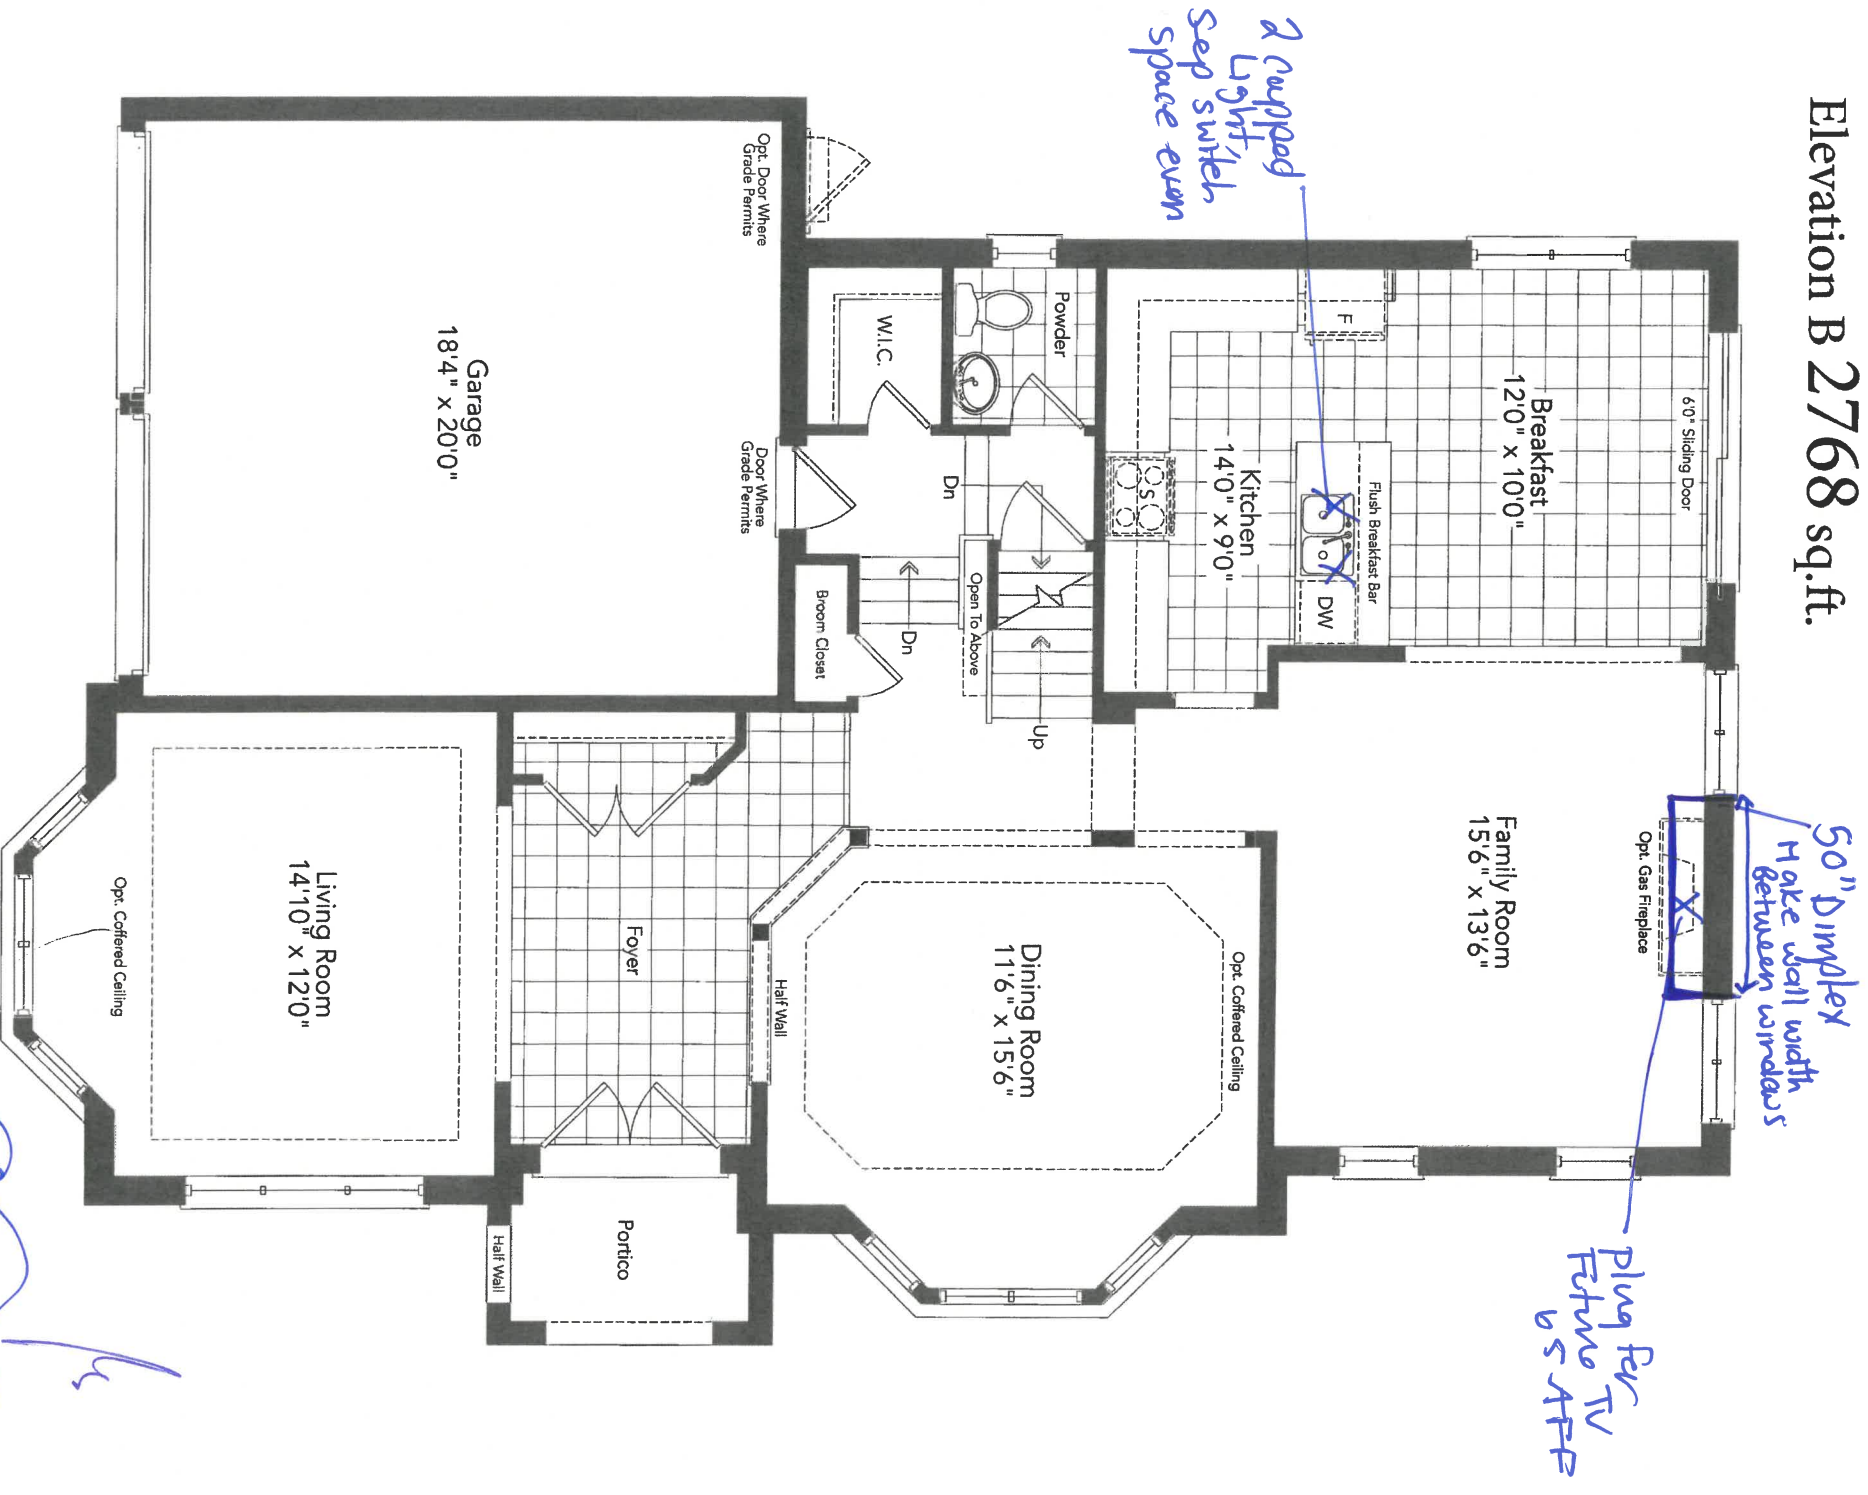 Elevation B 2768 sq.ft.
2 Capped
Light,
Sep switch
space even
50" Dimplex
Make wall width
Between windows
plug for
Future TV
65 AFF
6'0" Sliding Door
Breakfast
12'0" x 10'0"
Flush Breakfast Bar
F
DW
Kitchen
14'0" x 9'0"
S
Powder
W.I.C.
Dn
Open To Above
Up
Dn
Broom Closet
Opt. Door Where
Grade Permits
Door Where
Grade Permits
Garage
18'4" x 20'0"
Opt. Gas Fireplace
Family Room
15'6" x 13'6"
Opt. Coffered Ceiling
Dining Room
11'6" x 15'6"
Half Wall
Foyer
Living Room
14'10" x 12'0"
Opt. Coffered Ceiling
Portico
Half Wall